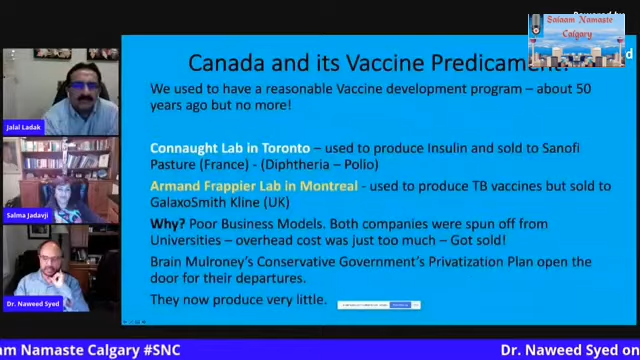 Powered by
Salaam Namaste
Calgary
Canada and its Vaccine Predicament
We used to have a reasonable Vaccine development program – about 50
years ago but no more!
Jalal Ladak
Connaught Lab in Toronto – used to produce Insulin and sold to Sanofi
Pasture (France) - (Diphtheria – Polio)
Armand Frappier Lab in Montreal - used to produce TB vaccines but sold to
GalaxoSmith Kline (UK)
Salma Jadavji
Why? Poor Business Models. Both companies were spun off from
Universities – overhead cost was just too much – Got sold!
Brain Mulroney's Conservative Government's Privatization Plan open the
door for their departures.
They now produce very little.
Dr. Naweed Syed
am Namaste Calgary #SNC
Dr. Naweed Syed on